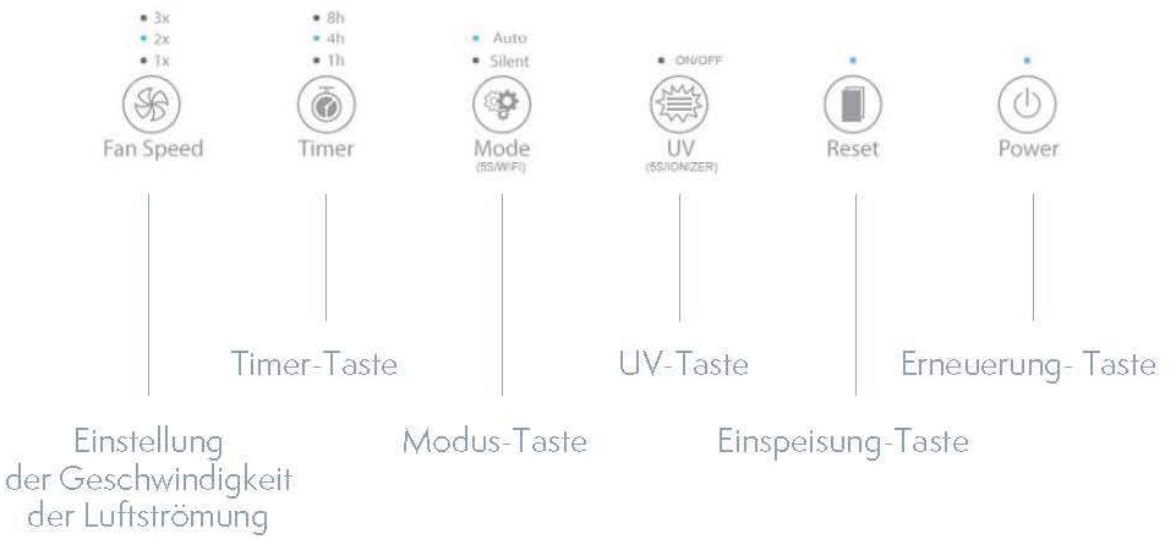 3x
2x
1x
Fan Speed
8h
4h
1h
Timer
Auto
Silent
Mode
(5S/WIFI)
ON/OFF
UV
(5S/IONIZER)
Reset
Power
Timer-Taste
UV-Taste
Erneuerung- Taste
Einstellung
der Geschwindigkeit
der Luftströmung
Modus-Taste
Einspeisung-Taste